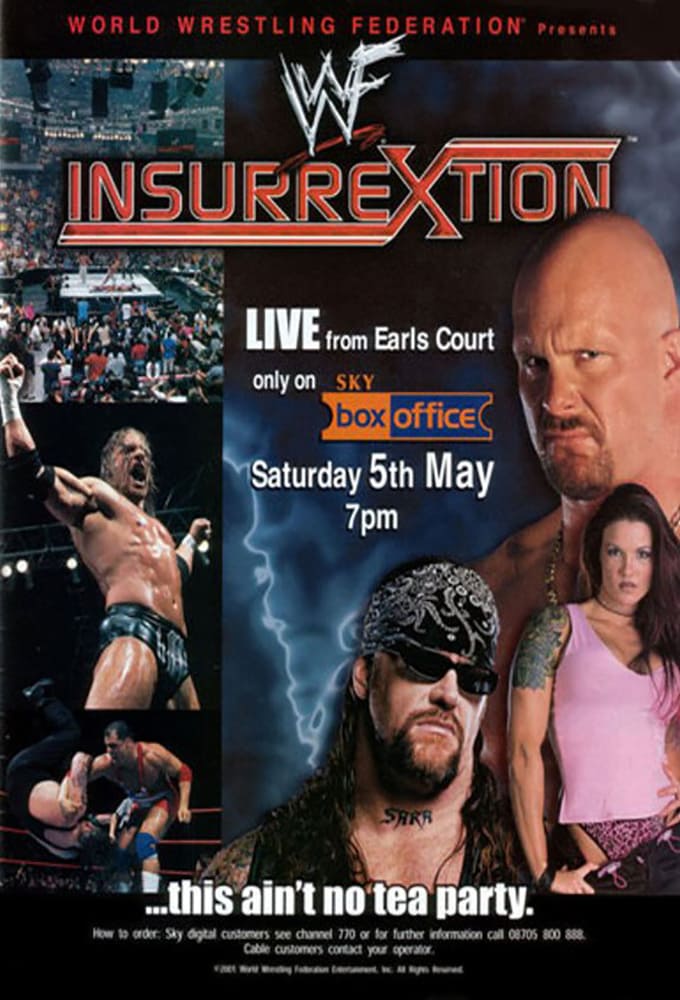 WORLD WRESTLING FEDERATION® Presents
WF
INSURREXTION™
LIVE from Earls Court
only on SKY
box office
Saturday 5th May
7pm
SARA
...this ain't no tea party.
How to order: Sky digital customers see channel 770 or for further information call 08705 800 888.
Cable customers contact your operator.
©2001 World Wrestling Federation Entertainment, Inc. All Rights Reserved.